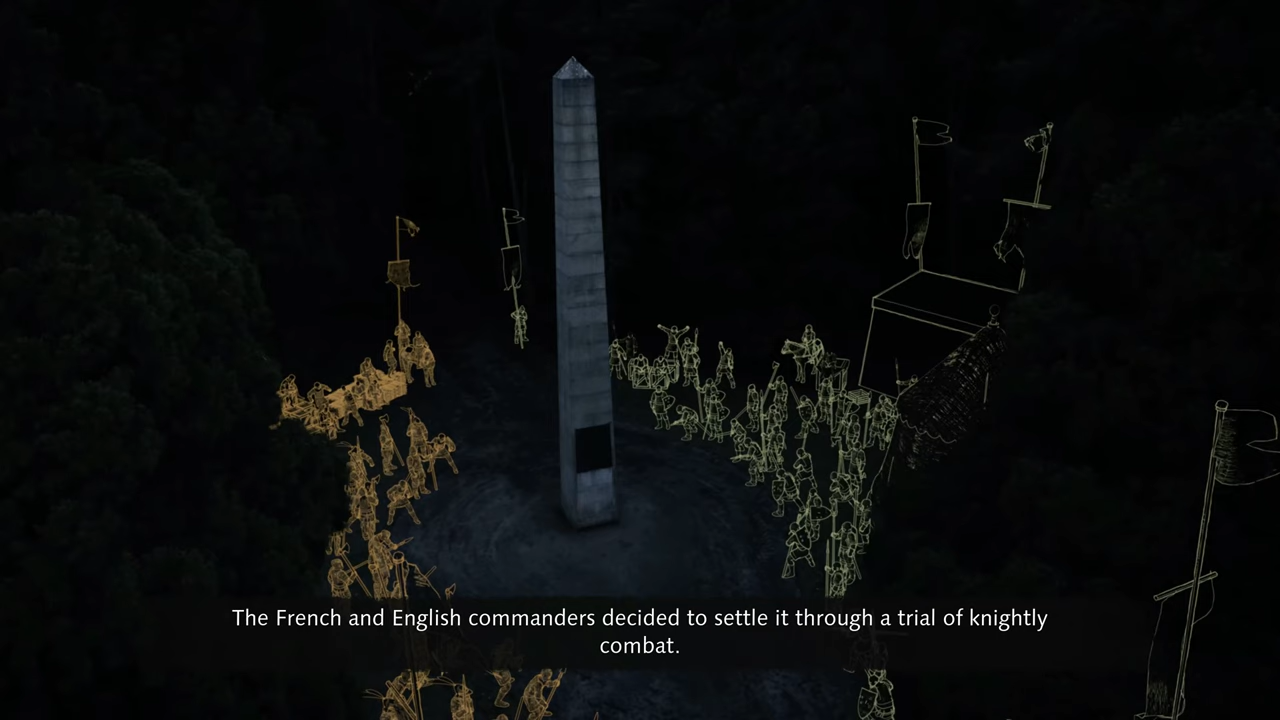 The French and English commanders decided to settle it through a trial of knightly
combat.